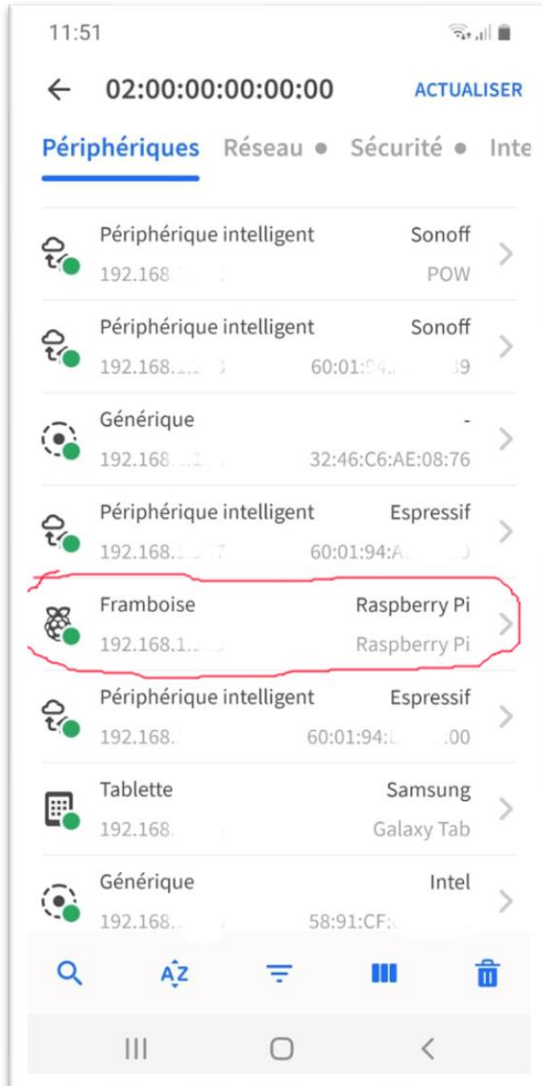 11:51
02:00:00:00:00:00 ACTUALISER
Périphériques Réseau Sécurité Inte
Périphérique intelligent Sonoff
192.168 POW
Périphérique intelligent Sonoff
192.168. 60:01:
Générique -
192.168 32:46:C6:AE:08:76
Périphérique intelligent Espressif
192.168. 60:01:94:A
Framboise Raspberry Pi
192.168.1. Raspberry Pi
Périphérique intelligent Espressif
192.168. 60:01:94: :00
Tablette Samsung
192.168. Galaxy Tab
Générique Intel
192.168. 58:91:CF:
AZ